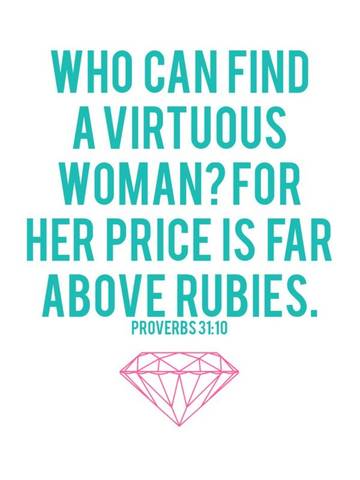 WHO CAN FIND
A VIRTUOUS
WOMAN? FOR
HER PRICE IS FAR
ABOVE RUBIES.
PROVERBS 31:10